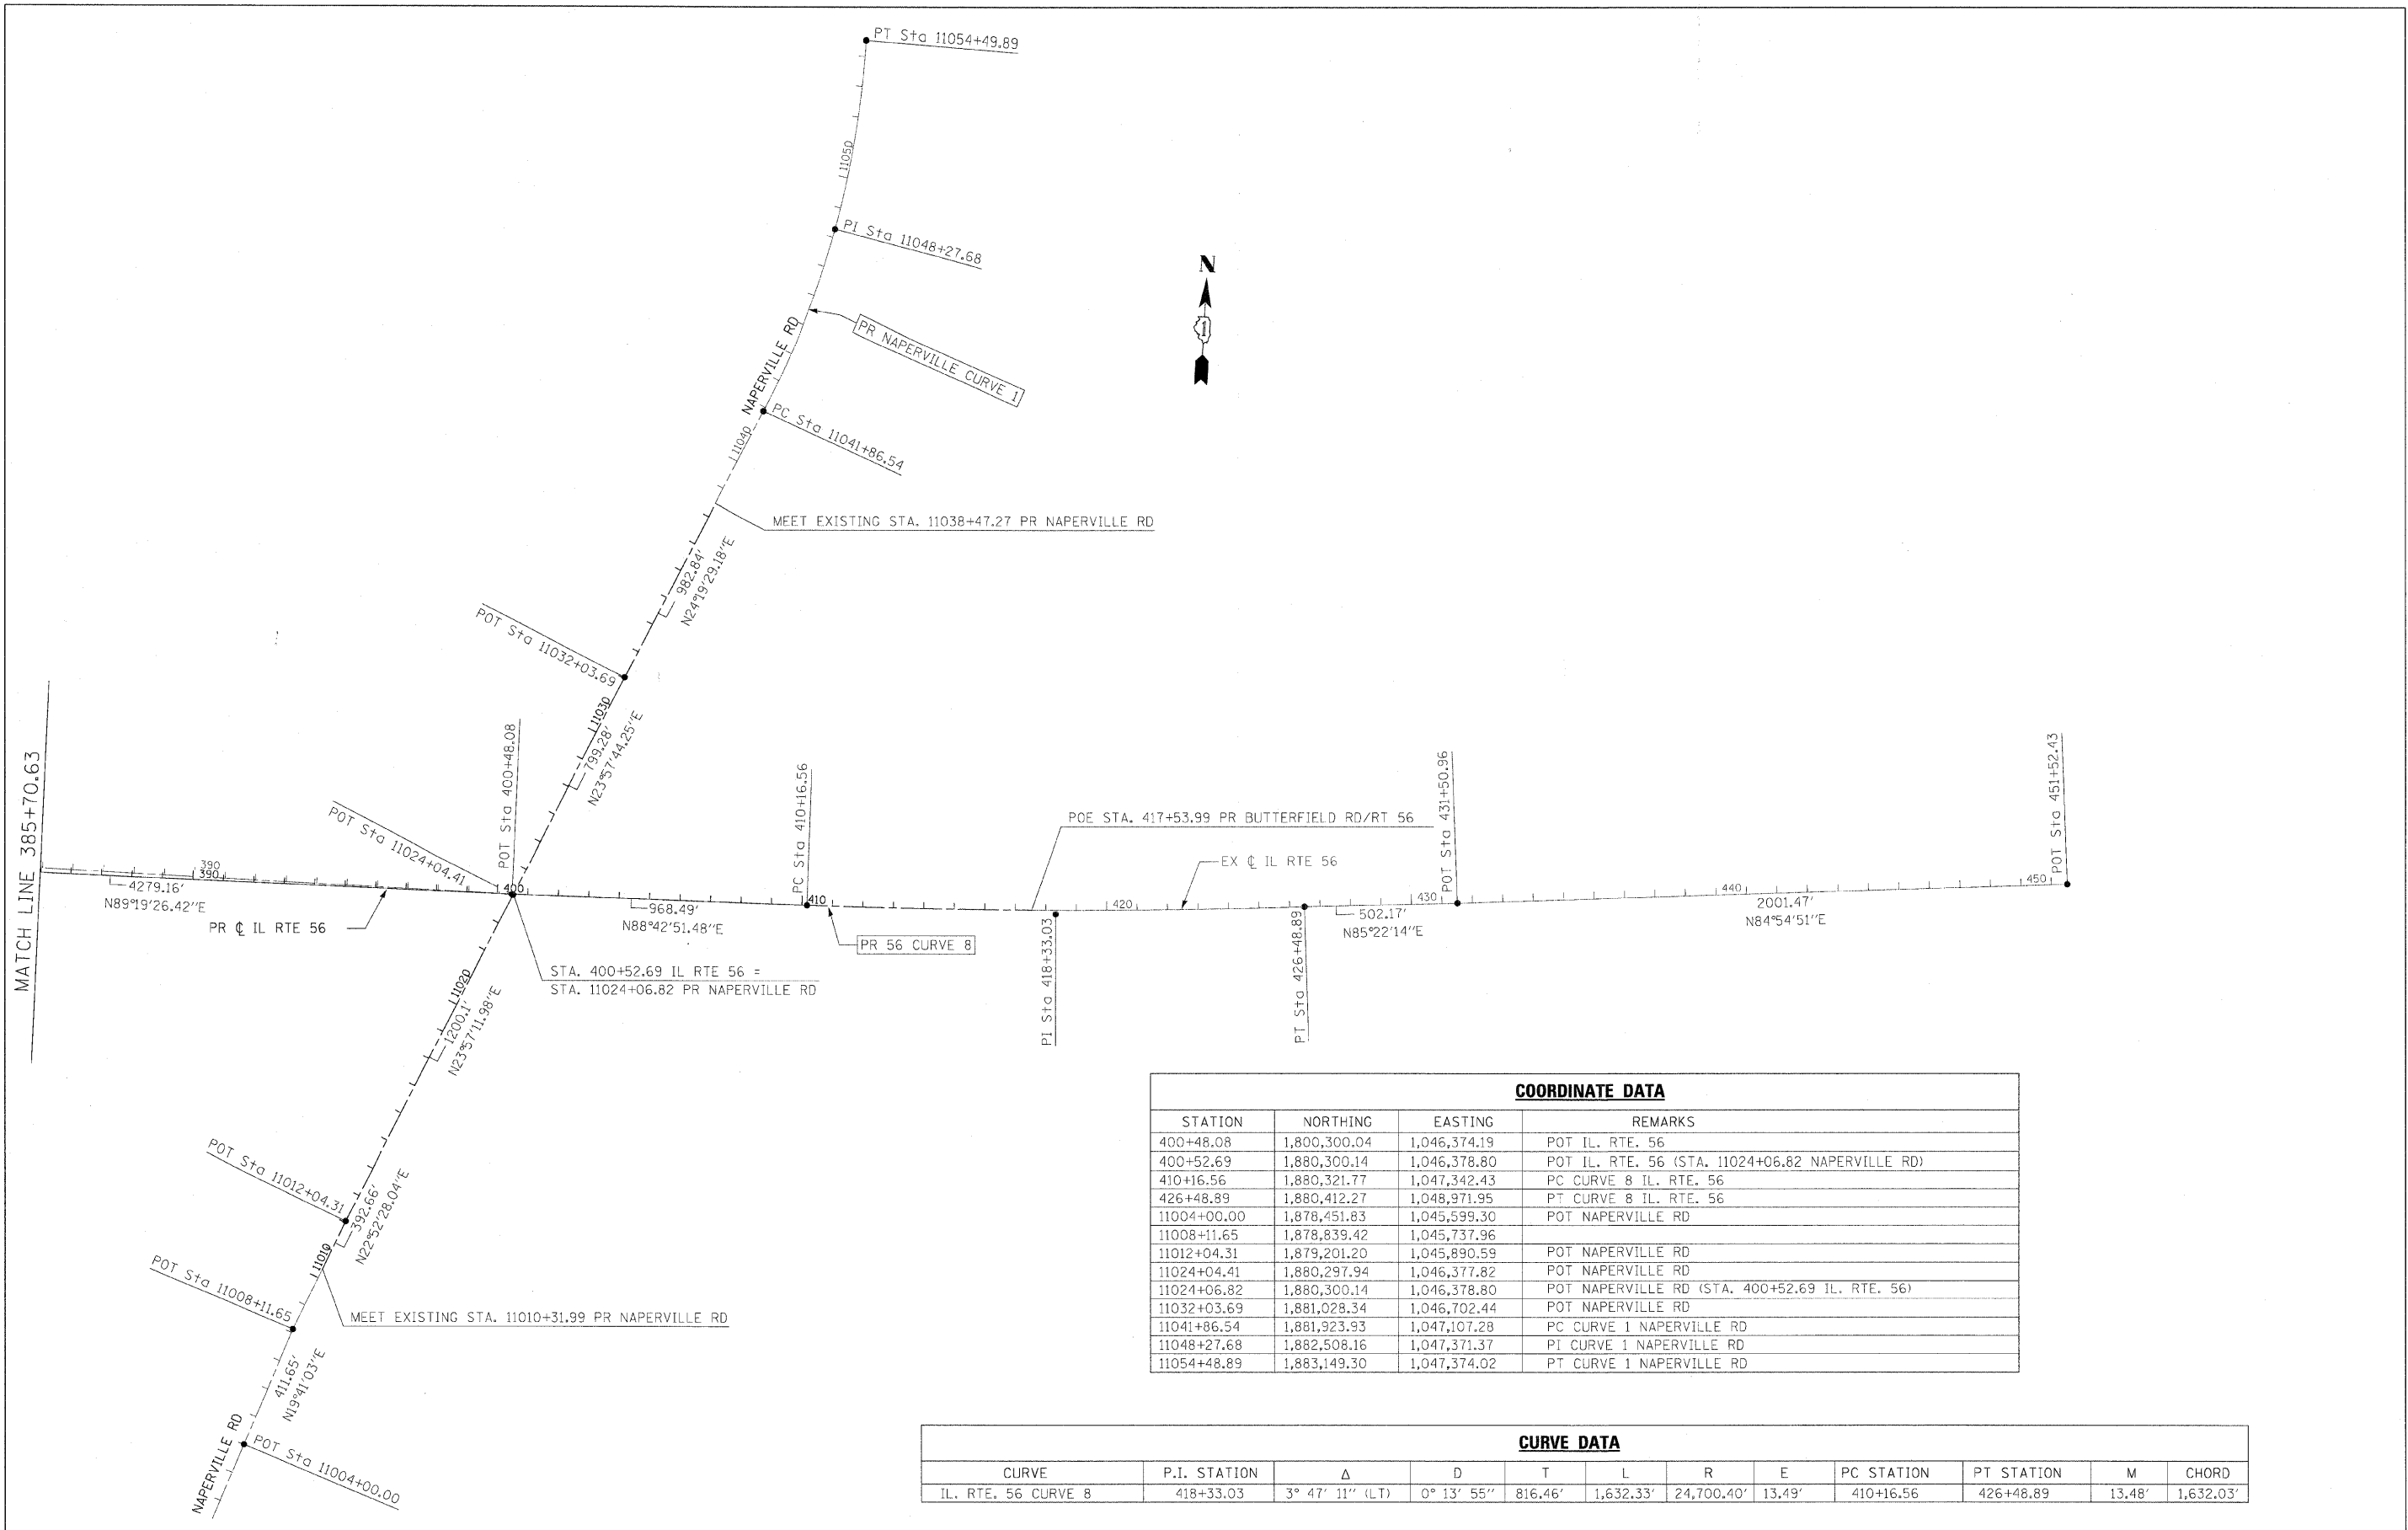 PT Sta 11054+49.89
11050
PI Sta 11048+27.68
N
1
PR NAPERVILLE CURVE 1
NAPERVILLE RD
PC Sta 11041+86.54
11040
MEET EXISTING STA. 11038+47.27 PR NAPERVILLE RD
982.84'
N24°19'29.18"E
POT Sta 11032+03.69
11030
799.28'
N23°57'44.25"E
MATCH LINE 385+70.63
390
390
4279.16'
N89°19'26.42"E
PR ℄ IL RTE 56
POT Sta 11024+04.41
POT Sta 400+48.08
400
968.49'
N88°42'51.48"E
PC Sta 410+16.56
410
PR 56 CURVE 8
POE STA. 417+53.99 PR BUTTERFIELD RD/RT 56
EX ℄ IL RTE 56
PI Sta 418+33.03
420
PT Sta 426+48.89
502.17'
N85°22'14"E
430
POT Sta 431+50.96
440
2001.47'
N84°54'51"E
450
POT Sta 451+52.43
STA. 400+52.69 IL RTE 56 =
STA. 11024+06.82 PR NAPERVILLE RD
11020
1200.1'
N23°57'11.98"E
POT Sta 11012+04.31
392.66'
N22°52'28.04"E
11010
POT Sta 11008+11.65
MEET EXISTING STA. 11010+31.99 PR NAPERVILLE RD
411.65'
N19°41'03"E
NAPERVILLE RD
POT Sta 11004+00.00
COORDINATE DATA
STATION NORTHING EASTING REMARKS
400+48.08 1,800,300.04 1,046,374.19 POT IL. RTE. 56
400+52.69 1,880,300.14 1,046,378.80 POT IL. RTE. 56 (STA. 11024+06.82 NAPERVILLE RD)
410+16.56 1,880,321.77 1,047,342.43 PC CURVE 8 IL. RTE. 56
426+48.89 1,880,412.27 1,048,971.95 PT CURVE 8 IL. RTE. 56
11004+00.00 1,878,451.83 1,045,599.30 POT NAPERVILLE RD
11008+11.65 1,878,839.42 1,045,737.96
11012+04.31 1,879,201.20 1,045,890.59 POT NAPERVILLE RD
11024+04.41 1,880,297.94 1,046,377.82 POT NAPERVILLE RD
11024+06.82 1,880,300.14 1,046,378.80 POT NAPERVILLE RD (STA. 400+52.69 IL. RTE. 56)
11032+03.69 1,881,028.34 1,046,702.44 POT NAPERVILLE RD
11041+86.54 1,881,923.93 1,047,107.28 PC CURVE 1 NAPERVILLE RD
11048+27.68 1,882,508.16 1,047,371.37 PI CURVE 1 NAPERVILLE RD
11054+48.89 1,883,149.30 1,047,374.02 PT CURVE 1 NAPERVILLE RD
CURVE DATA
CURVE P.I. STATION Δ D T L R E PC STATION PT STATION M CHORD
IL. RTE. 56 CURVE 8 418+33.03 3° 47' 11" (LT) 0° 13' 55" 816.46' 1,632.33' 24,700.40' 13.49' 410+16.56 426+48.89 13.48' 1,632.03'